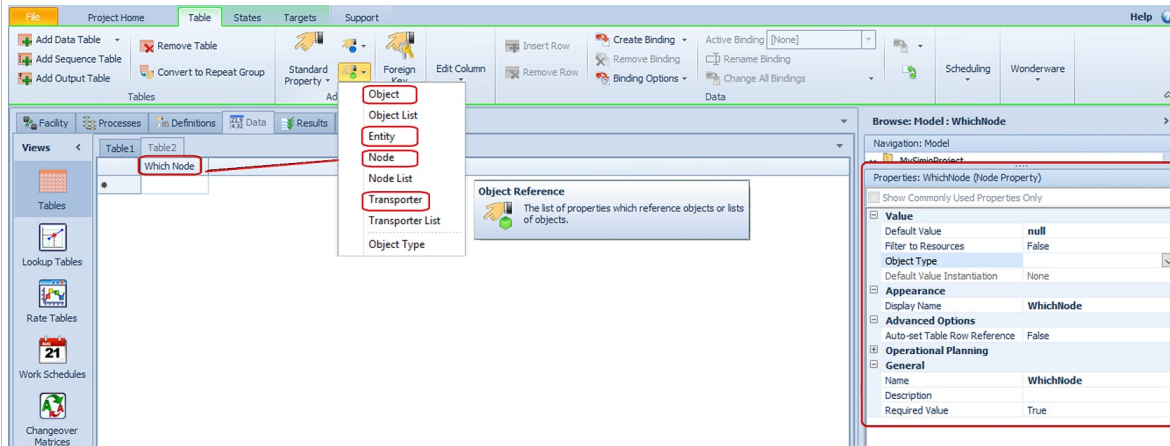 File Project Home Table States Targets Support Help
Add Data Table
Add Sequence Table
Add Output Table
Remove Table
Convert to Repeat Group
Tables
Standard
Property
Foreign
Key
Ad
Edit Column
Insert Row
Remove Row
Create Binding
Remove Binding
Binding Options
Active Binding [None]
Rename Binding
Change All Bindings
Data
Scheduling
Wonderware
Object
Object List
Entity
Node
Node List
Transporter
Transporter List
Object Type
Facility Processes Definitions Data Results
Views
Table1 Table2
Which Node
Tables
Lookup Tables
Rate Tables
21
Work Schedules
Changeover
Matrices
Object Reference
The list of properties which reference objects or lists
of objects.
Browse: Model : WhichNode
Navigation: Model
MySimioProject
Properties: WhichNode (Node Property)
Show Commonly Used Properties Only
Value
Default Value null
Filter to Resources False
Object Type
Default Value Instantiation None
Appearance
Display Name WhichNode
Advanced Options
Auto-set Table Row Reference False
Operational Planning
General
Name WhichNode
Description
Required Value True